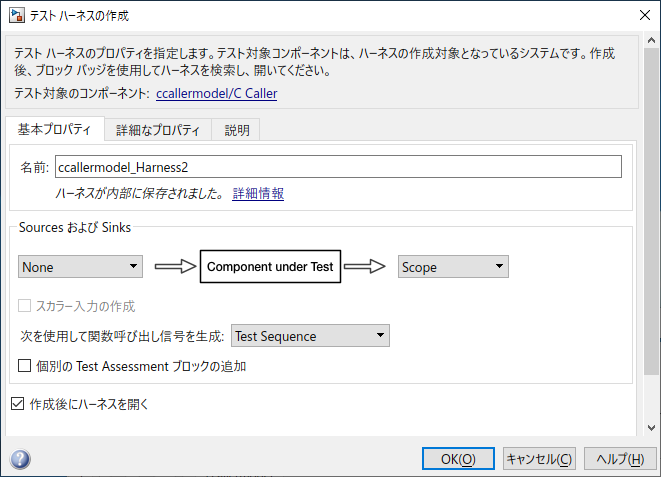 テスト ハーネスの作成
テスト ハーネスのプロパティを指定します。テスト対象コンポーネントは、ハーネスの作成対象となっているシステムです。作成
後、ブロック バッジを使用してハーネスを検索し、開いてください。
テスト対象のコンポーネント: ccallermodel/C Caller
基本プロパティ 詳細なプロパティ 説明
名前: ccallermodel_Harness2
ハーネスが内部に保存されました。 詳細情報
Sources および Sinks
None Component under Test Scope
スカラー入力の作成
次を使用して関数呼び出し信号を生成: Test Sequence
個別の Test Assessment ブロックの追加
作成後にハーネスを開く
OK(O) キャンセル(C) ヘルプ(H)